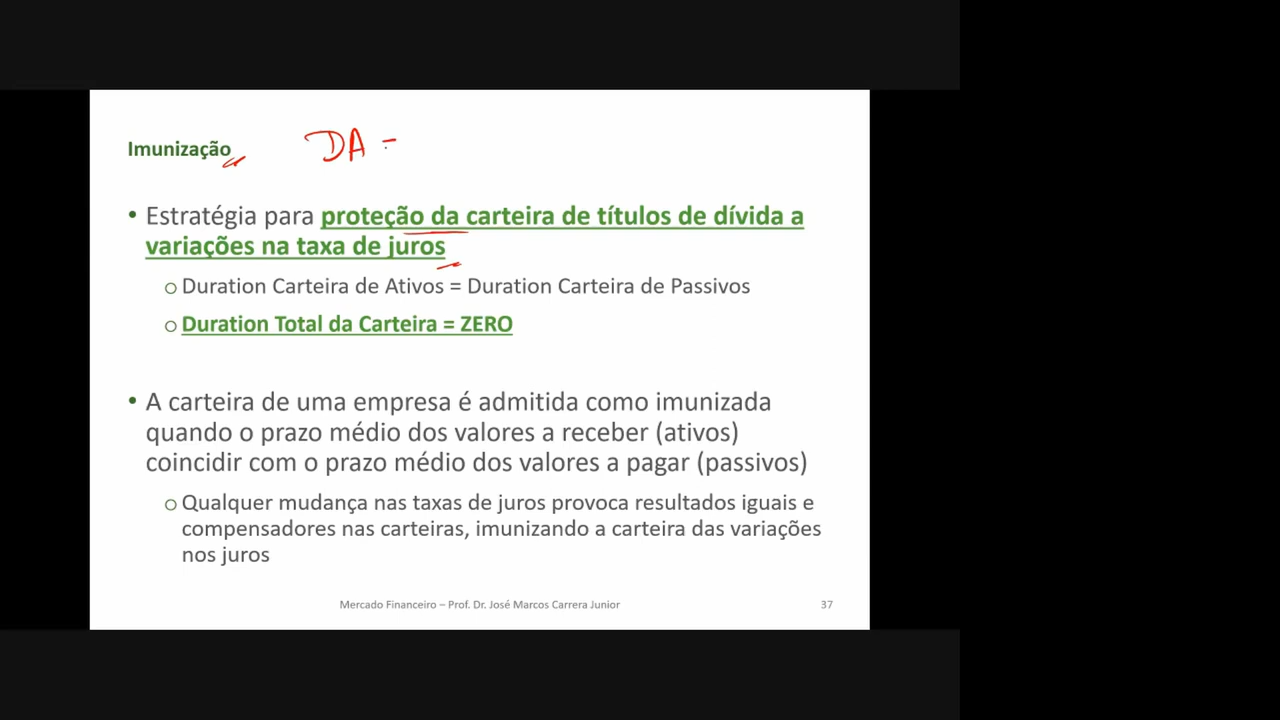 Imunização DA =
• Estratégia para proteção da carteira de títulos de dívida a
variações na taxa de juros
o Duration Carteira de Ativos = Duration Carteira de Passivos
o Duration Total da Carteira = ZERO
• A carteira de uma empresa é admitida como imunizada
quando o prazo médio dos valores a receber (ativos)
coincidir com o prazo médio dos valores a pagar (passivos)
o Qualquer mudança nas taxas de juros provoca resultados iguais e
compensadores nas carteiras, imunizando a carteira das variações
nos juros
Mercado Financeiro – Prof. Dr. José Marcos Carrera Junior 37